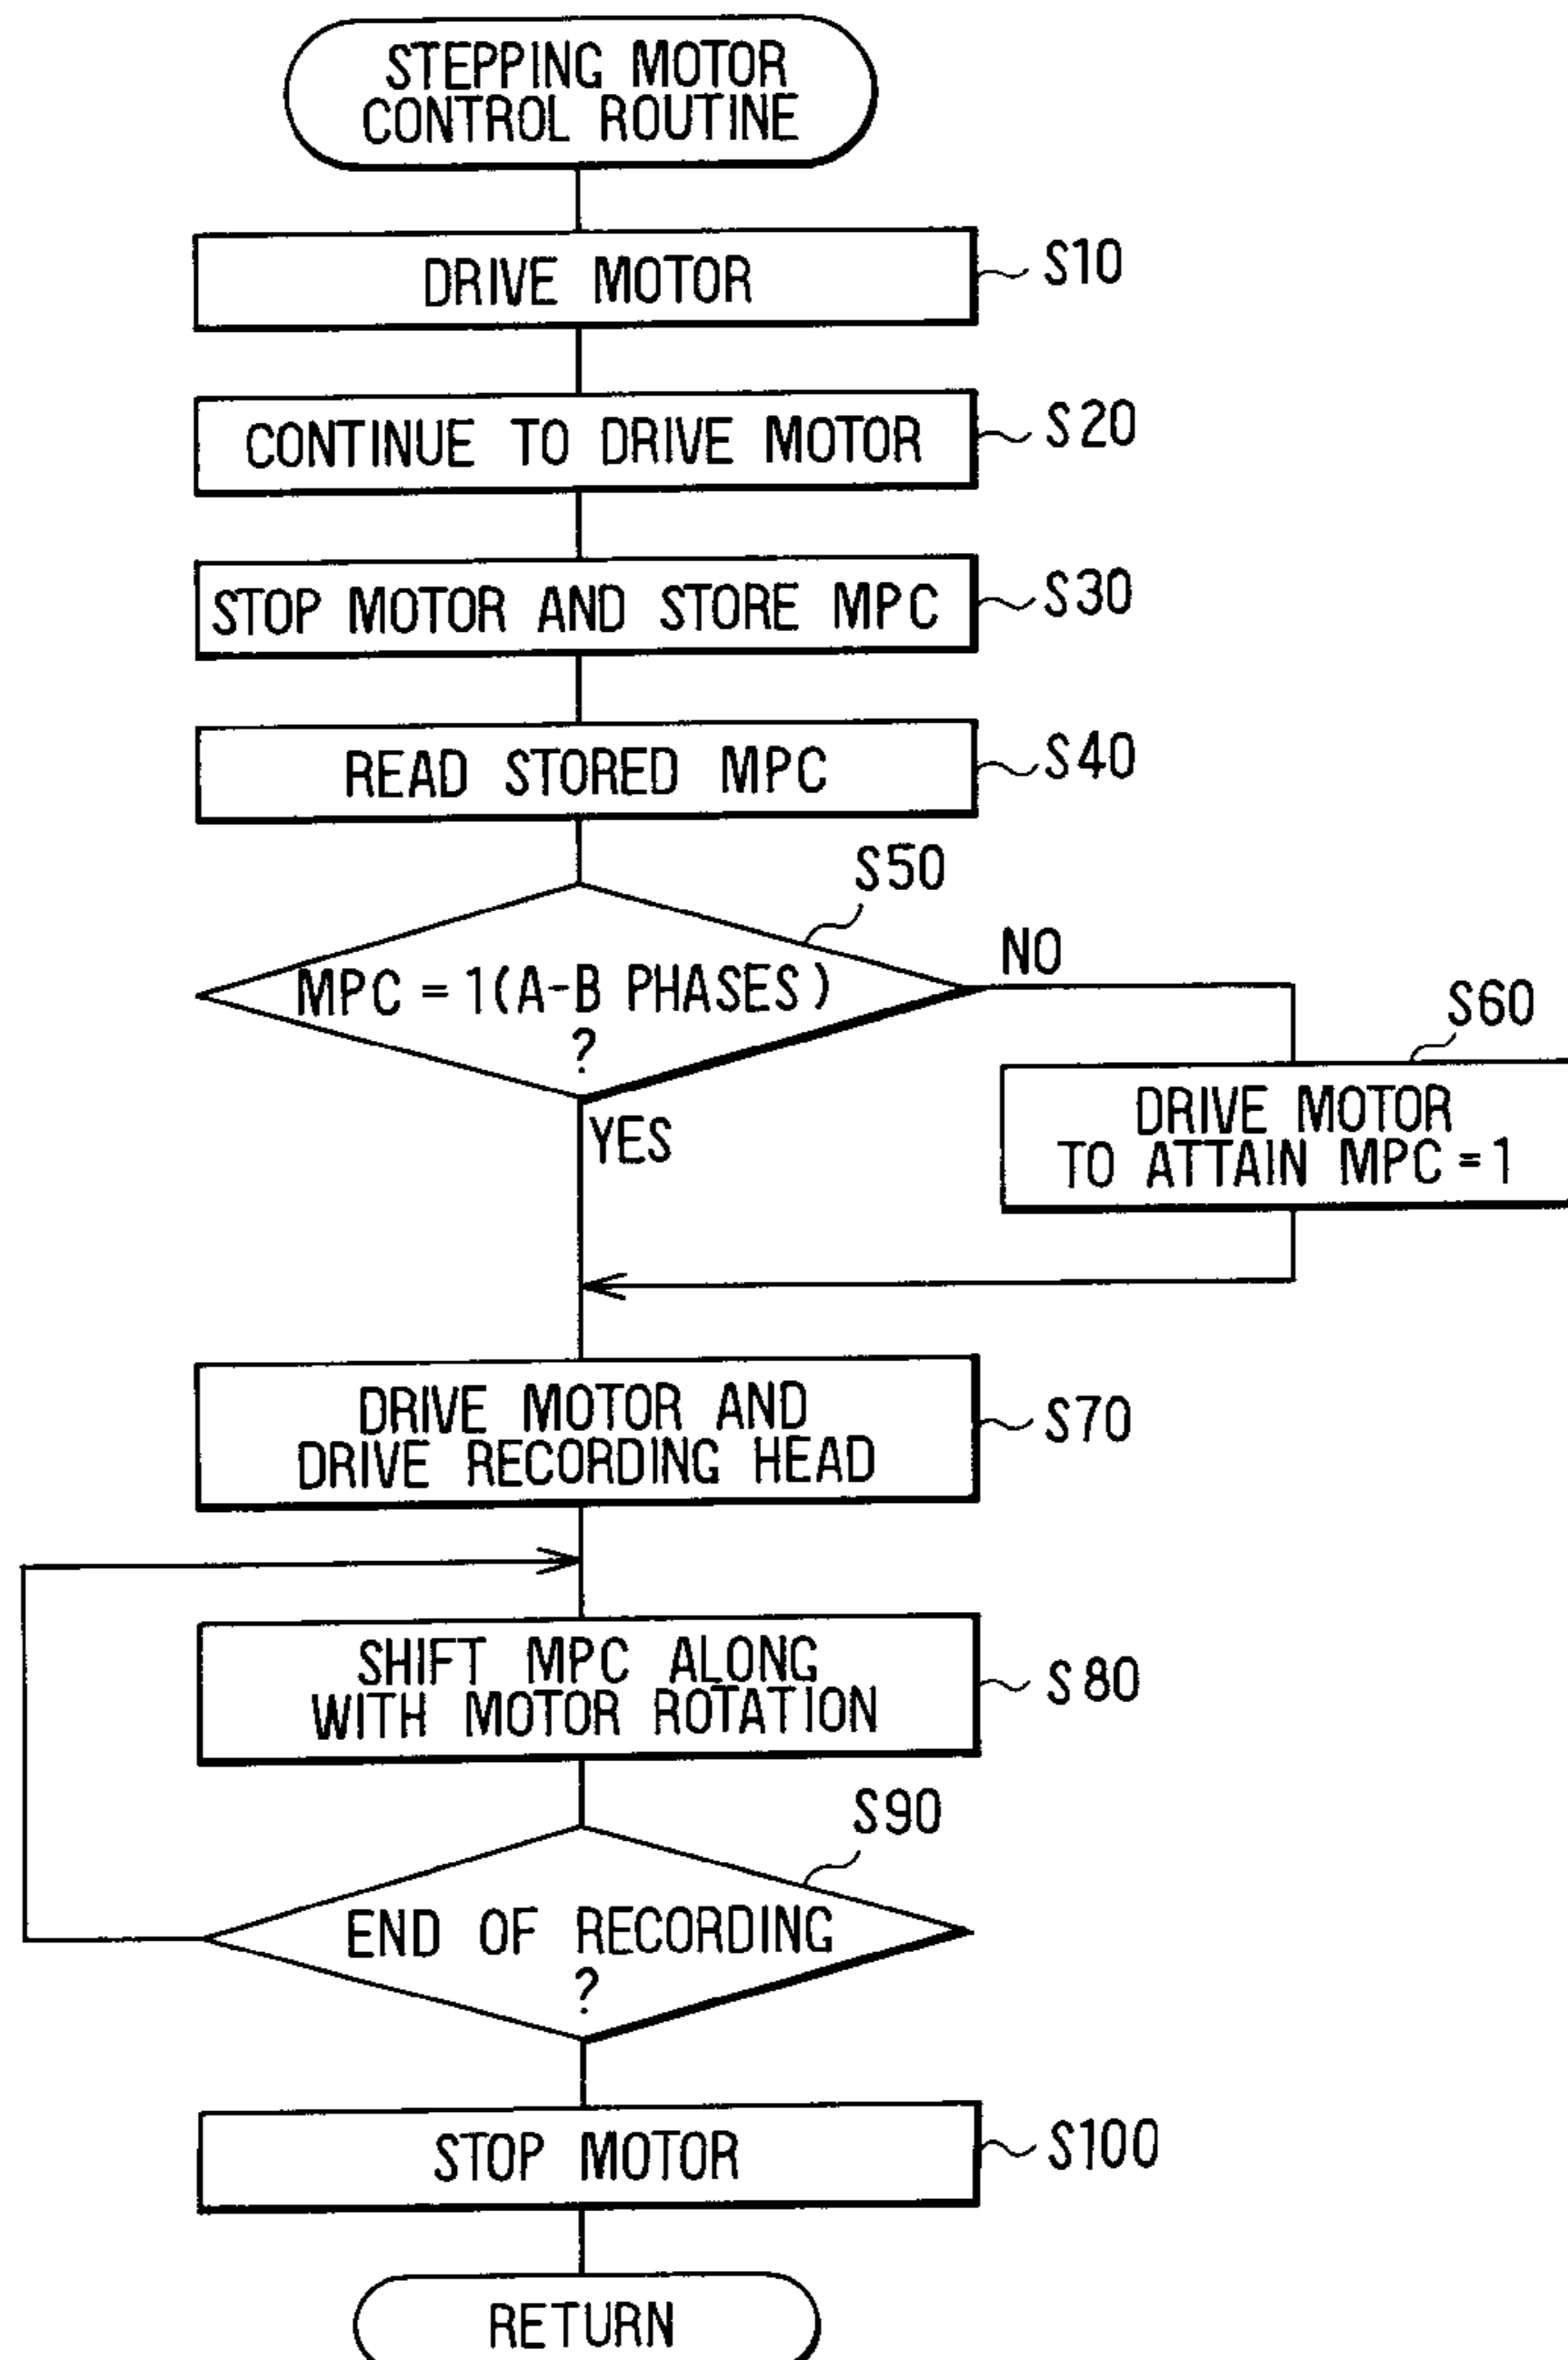 STEPPING MOTOR
CONTROL ROUTINE
DRIVE MOTOR
S10
CONTINUE TO DRIVE MOTOR
S20
STOP MOTOR AND STORE MPC
S30
READ STORED MPC
S40
S50
MPC = 1(A-B PHASES)
?
NO
YES
S60
DRIVE MOTOR
TO ATTAIN MPC = 1
DRIVE MOTOR AND
DRIVE RECORDING HEAD
S70
SHIFT MPC ALONG
WITH MOTOR ROTATION
S80
S90
END OF RECORDING
?
STOP MOTOR
S100
RETURN